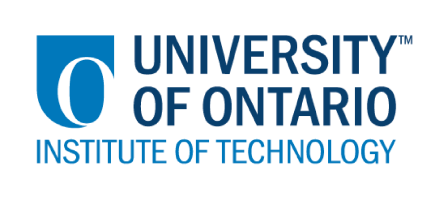 UNIVERSITY™
OF ONTARIO
INSTITUTE OF TECHNOLOGY